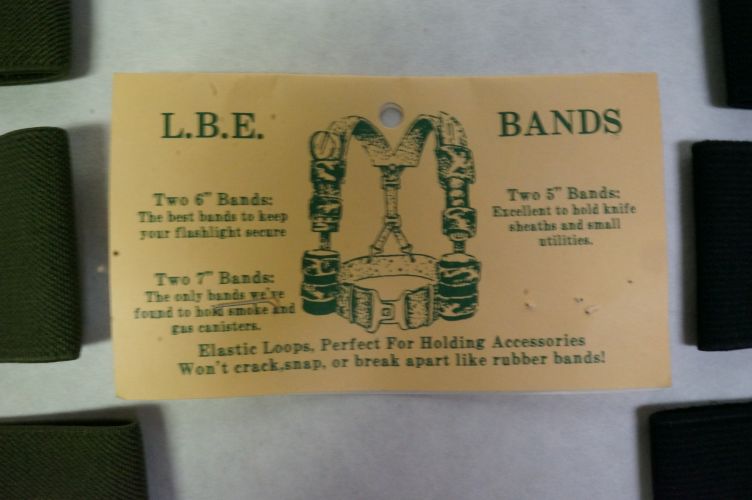 L.B.E. BANDS
Two 6" Bands:
The best bands to keep
your flashlight secure
Two 7" Bands:
The only bands we've
found to hold smoke and
gas canisters.
Two 5" Bands:
Excellent to hold knife
sheaths and small
utilities.
Elastic Loops, Perfect For Holding Accessories
Won't crack,snap, or break apart like rubber bands!